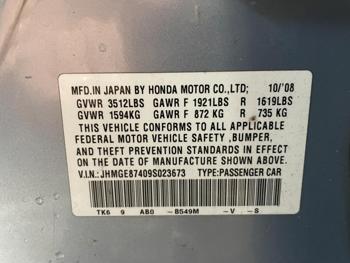 MFD.IN JAPAN BY HONDA MOTOR CO.,LTD; 10/'08
GVWR 3512LBS GAWR F 1921LBS R 1619LBS
GVWR 1594KG GAWR F 872 KG R 735 KG
THIS VEHICLE CONFORMS TO ALL APPLICABLE
FEDERAL MOTOR VEHICLE SAFETY ,BUMPER,
AND THEFT PREVENTION STANDARDS IN EFFECT
ON THE DATE OF MANUFACTURE SHOWN ABOVE.
V.I.N: JHMGE87409S023673 TYPE:PASSENGER CAR
TK6 9 AB0 -B549M -V -S